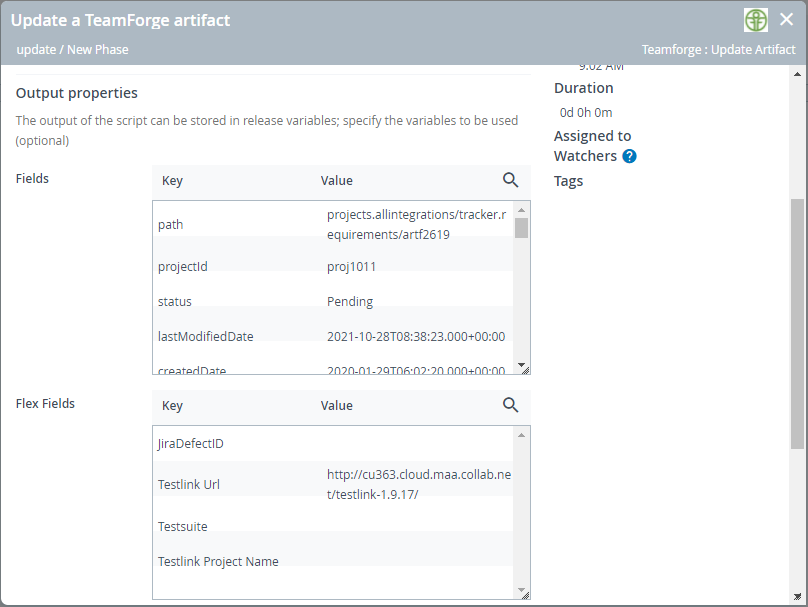 Update a TeamForge artifact
update / New Phase
Teamforge : Update Artifact
Output properties
The output of the script can be stored in release variables; specify the variables to be used
(optional)
Fields
Key Value
path projects.allintegrations/tracker.r
equirements/artf2619
projectId proj1011
status Pending
lastModifiedDate 2021-10-28T08:38:23.000+00:00
createdDate 2020-01-29T06:02:20.000+00:00
Flex Fields
Key Value
JiraDefectID
Testlink Url http://cu363.cloud.maa.collab.ne
t/testlink-1.9.17/
Testsuite
Testlink Project Name
9:02 AM
Duration
0d 0h 0m
Assigned to
Watchers ?
Tags